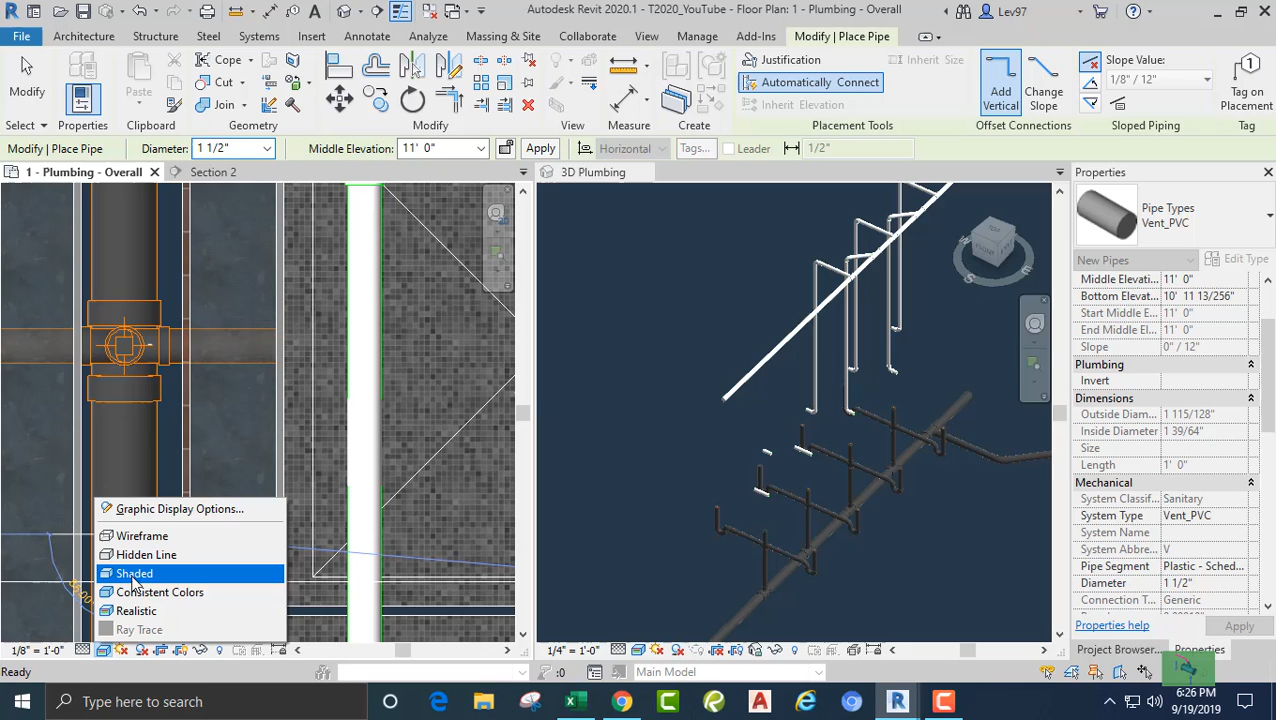 Autodesk Revit 2020.1 - T2020_YouTube - Floor Plan: 1 - Plumbing - Overall
Lev97
File Architecture Structure Steel Systems Insert Annotate Analyze Massing & Site Collaborate View Manage Add-Ins Modify | Place Pipe
Modify
Select
Properties
Paste
Clipboard
Cope
Cut
Join
Geometry
Modify
View
Measure
Create
Justification
Automatically Connect
Inherit Elevation
Inherit Size
Placement Tools
Add Vertical
Change Slope
Offset Connections
Slope Value:
1/8" / 12"
Sloped Piping
Tag on Placement
Tag
Modify | Place Pipe Diameter: 1 1/2" Middle Elevation: 11' 0" Apply Horizontal Tags... Leader 1/2"
1 - Plumbing - Overall
Section 2
3D Plumbing
Graphic Display Options...
Wireframe
Hidden Line
Shaded
Consistent Colors
Realistic
Ray Trace
1/8" = 1'-0"
1/4" = 1'-0"
Properties
Pipe Types
Vent_PVC
New Pipes
Edit Type
Middle Elevati... 11' 0"
Bottom Elevat... 10' 11 13/256"
Start Middle E... 11' 0"
End Middle El... 11' 0"
Slope 0" / 12"
Plumbing
Invert
Dimensions
Outside Diam... 1 115/128"
Inside Diameter 1 39/64"
Size
Length 1' 0"
Mechanical
System Classif... Sanitary
System Type Vent_PVC
System Name
System Abbre... V
Pipe Segment Plastic - Sched...
Diameter 1 1/2"
Connection T... Generic
Properties help
Apply
Project Browser... Properties
Ready
:0
Main Model
Type here to search
6:26 PM
9/19/2019